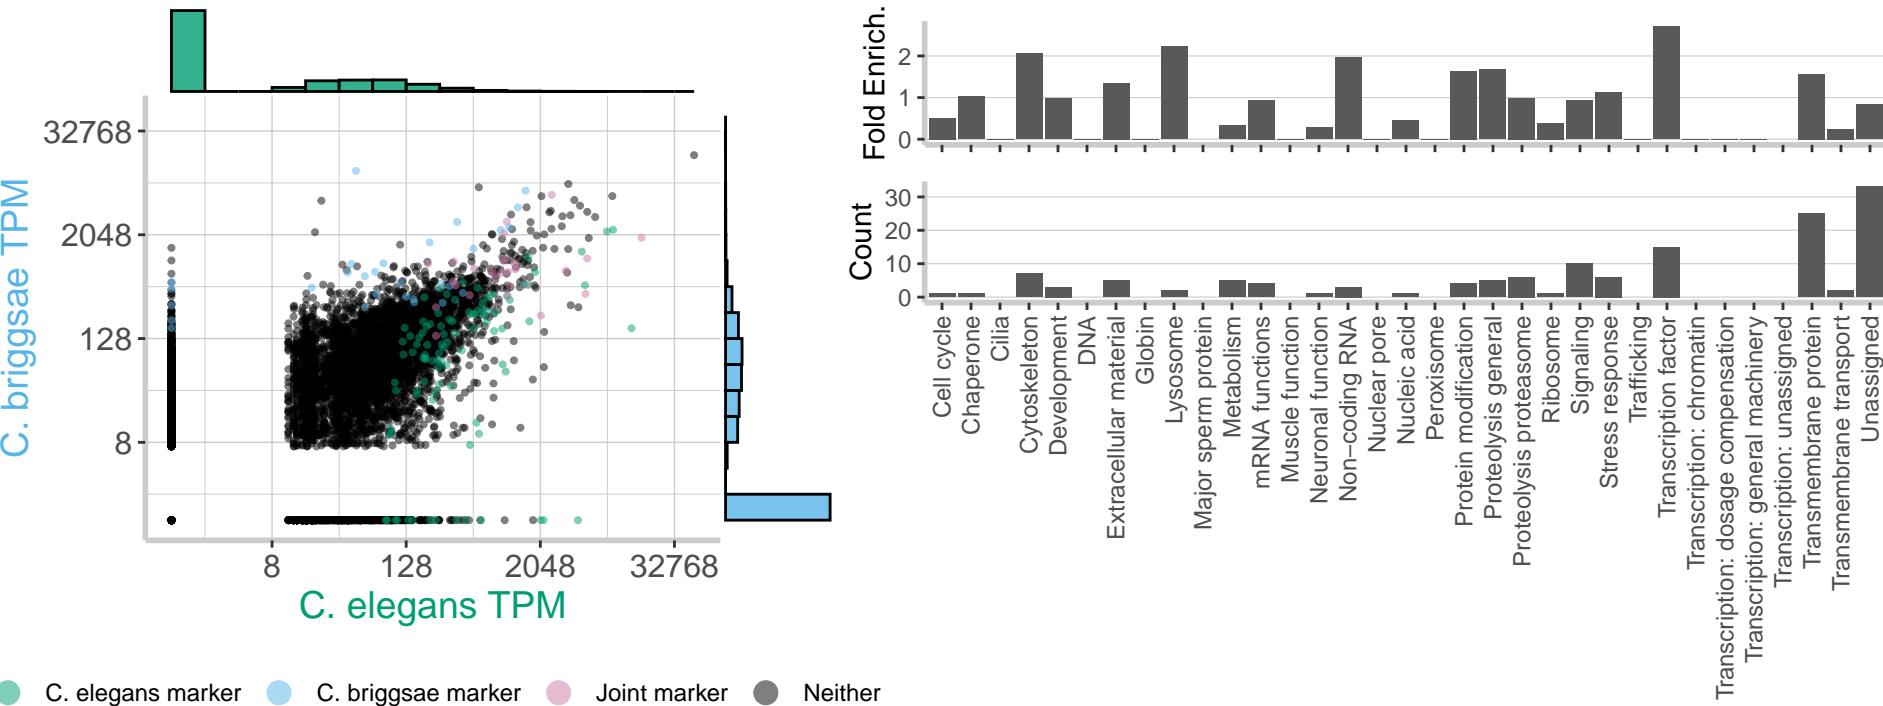 32768
2048
128
8
C. briggsae TPM
8
128
2048
32768
C. elegans TPM
C. elegans marker
C. briggsae marker
Joint marker
Neither
Fold Enrich.
2
1
0
Count
30
20
10
0
Cell cycle
Chaperone
Cilia
Cytoskeleton
Development
DNA
Extracellular material
Globin
Lysosome
Major sperm protein
Metabolism
mRNA functions
Muscle function
Neuronal function
Non−coding RNA
Nuclear pore
Nucleic acid
Peroxisome
Protein modification
Proteolysis general
Proteolysis proteasome
Ribosome
Signaling
Stress response
Trafficking
Transcription factor
Transcription: chromatin
Transcription: dosage compensation
Transcription: general machinery
Transcription: unassigned
Transmembrane protein
Transmembrane transport
Unassigned